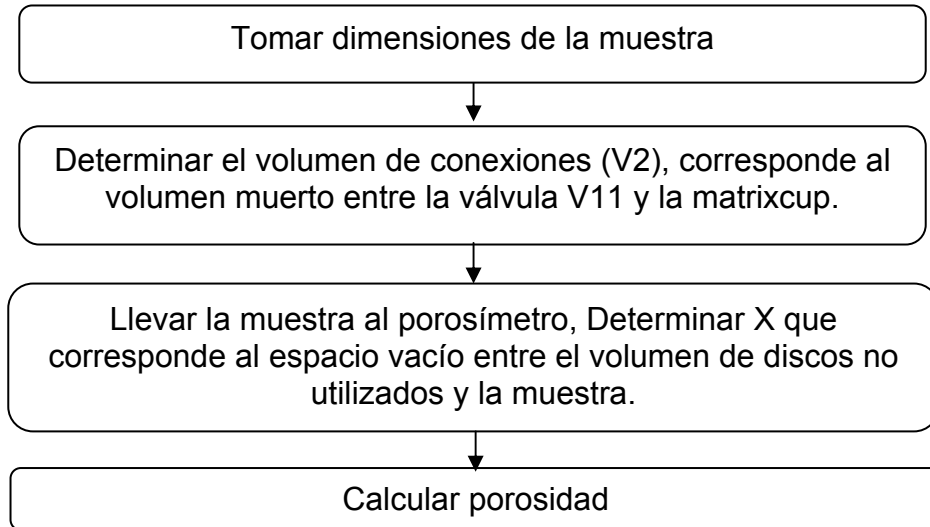 Tomar dimensiones de la muestra
Determinar el volumen de conexiones (V2), corresponde al
volumen muerto entre la válvula V11 y la matrixcup.
Llevar la muestra al porosímetro, Determinar X que
corresponde al espacio vacío entre el volumen de discos no
utilizados y la muestra.
Calcular porosidad